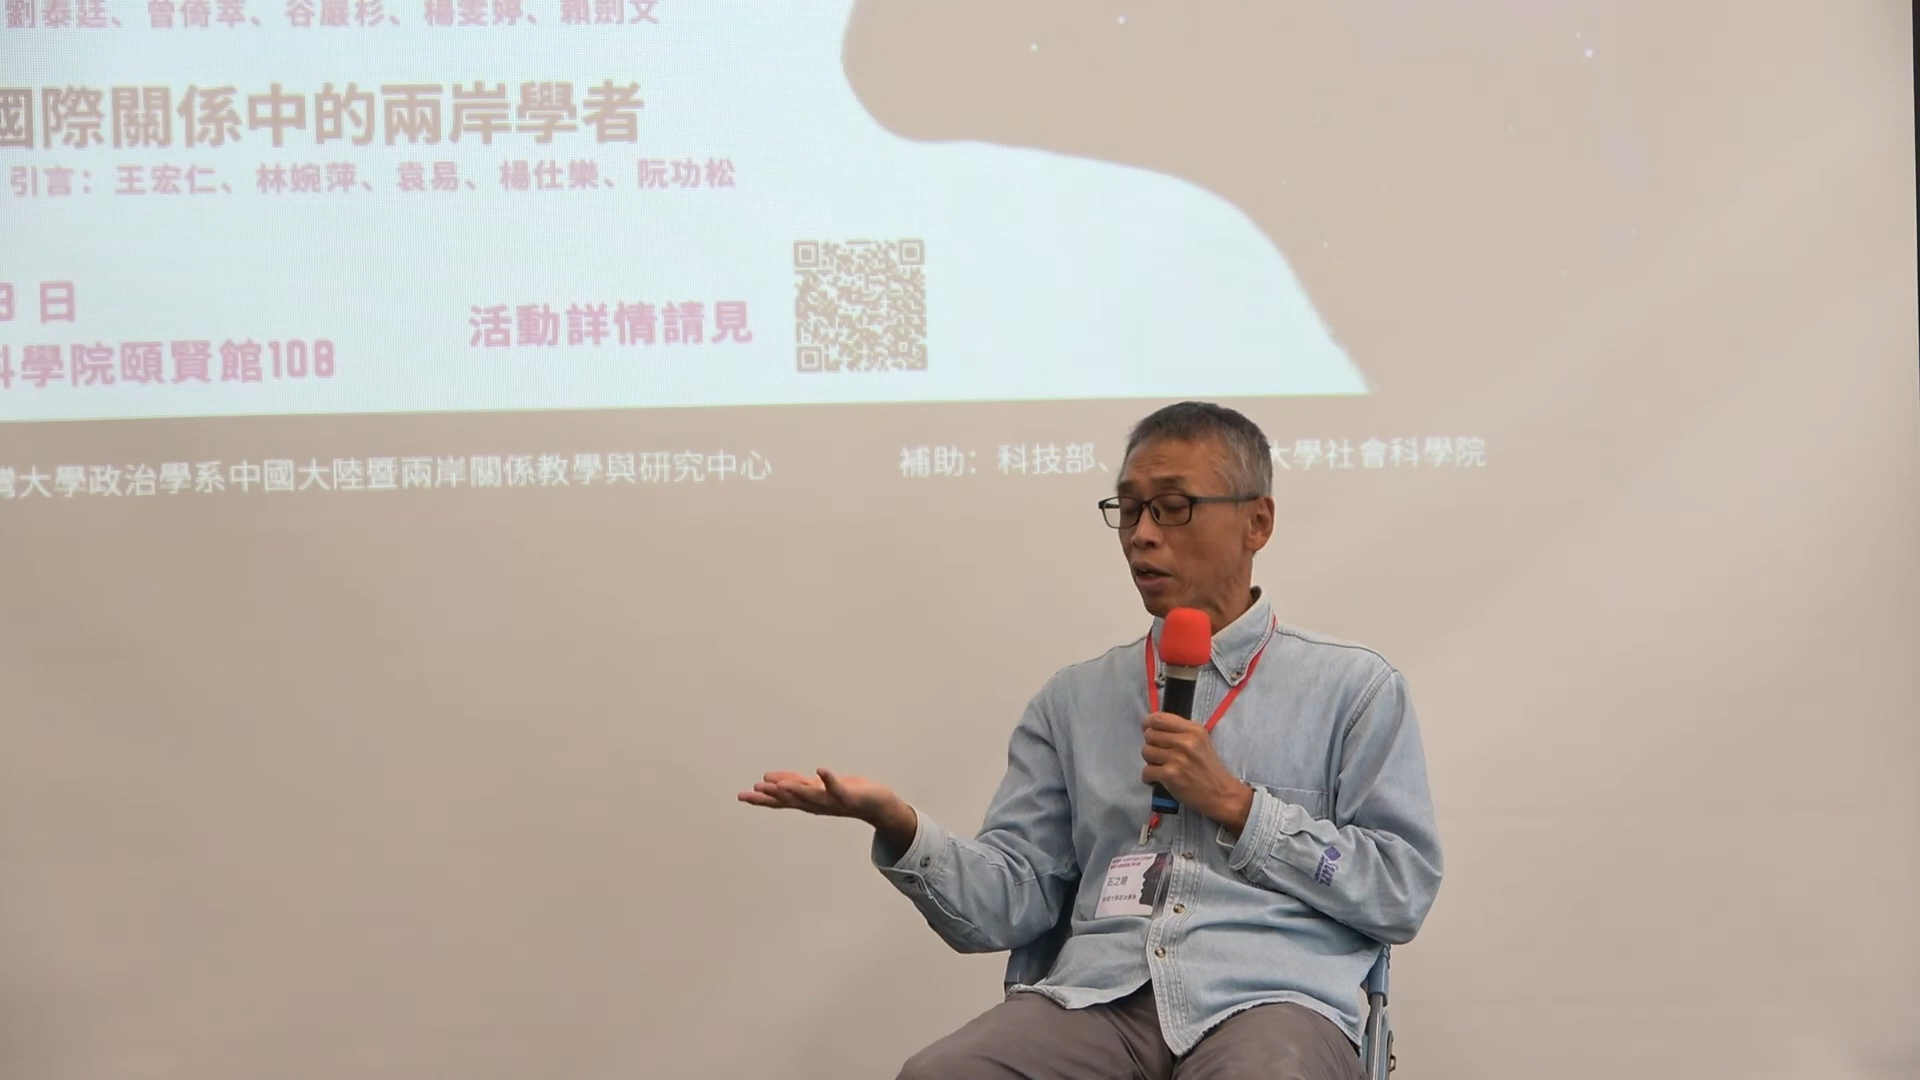 劉泰廷、曾倚萃、谷嚴杉、楊雯婷、賴劍文
國際關係中的兩岸學者
引言：王宏仁、林婉萍、袁易、楊仕樂、阮功松
3 日
活動詳情請見
科學院頤賢館108
灣大學政治學系中國大陸暨兩岸關係教學與研究中心
補助：科技部、
大學社會科學院
石之瑜
Sun